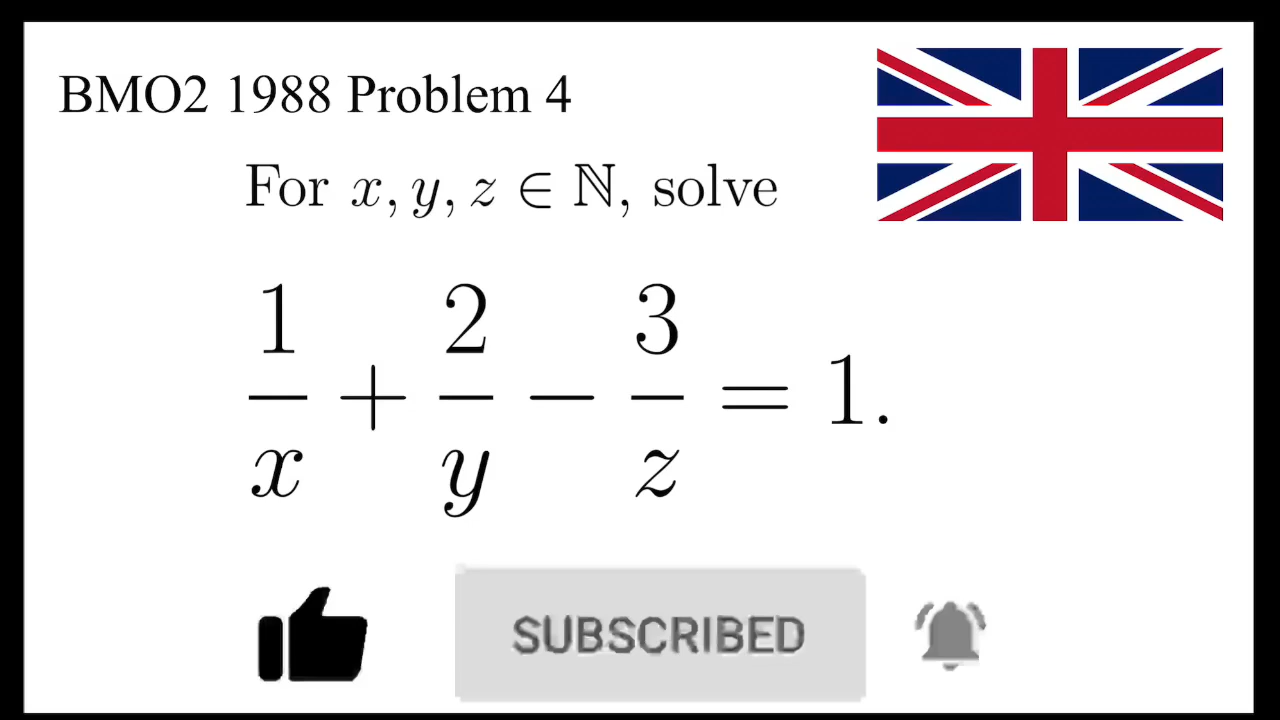 BMO2 1988 Problem 4
For x, y, z ∈ ℕ, solve
1/x + 2/y − 3/z = 1.
SUBSCRIBED